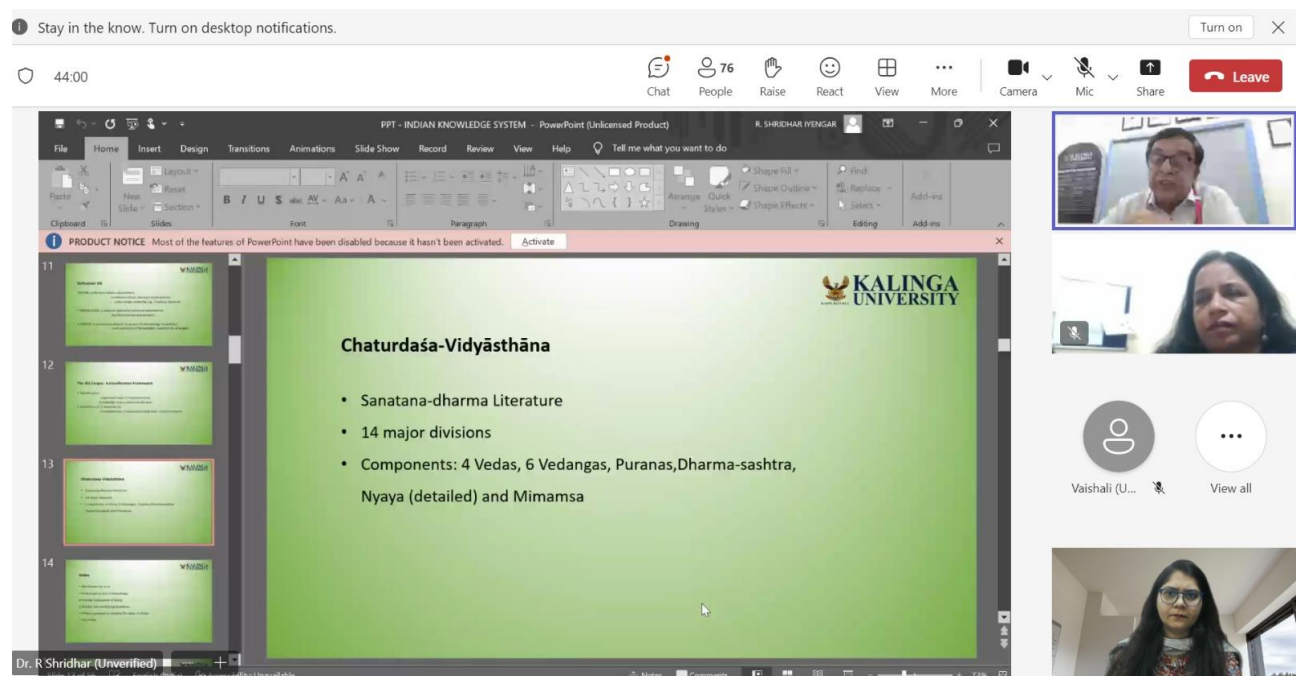 Stay in the know. Turn on desktop notifications.
Turn on
44:00
Chat
76
People
Raise
React
View
More
Camera
Mic
Share
Leave
PPT - INDIAN KNOWLEDGE SYSTEM - PowerPoint (Unlicensed Product)
R. SHRIDHAR IYENGAR
File Home Insert Design Transitions Animations Slide Show Record Review View Help Tell me what you want to do
Paste
New
Slide
Layout
Reset
Section
Arrange
Quick
Styles
Shape Fill
Shape Outline
Shape Effects
Find
Replace
Select
Add-ins
Clipboard Slides Font Paragraph Drawing Editing Add-ins
PRODUCT NOTICE Most of the features of PowerPoint have been disabled because it hasn't been activated. Activate
11
12
13
14
KALINGA
UNIVERSITY
Chaturdaśa-Vidyāsthāna
• Sanatana-dharma Literature
• 14 major divisions
• Components: 4 Vedas, 6 Vedangas, Puranas,Dharma-sashtra,
Nyaya (detailed) and Mimamsa
Vaishali (U...
View all
Dr. R Shridhar (Unverified)
Notes Comments
73%